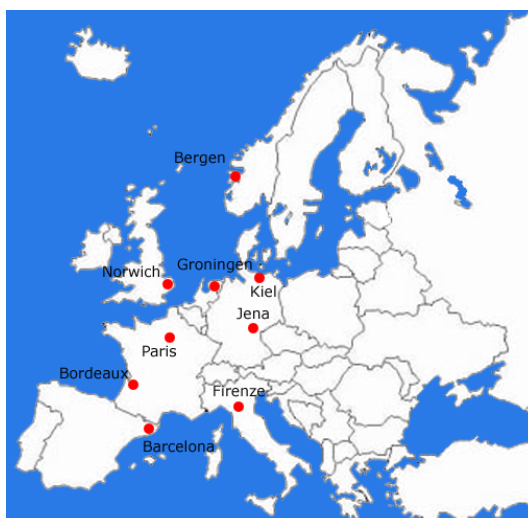 Bergen
Groningen
Norwich
Kiel
Jena
Paris
Bordeaux
Firenze
Barcelona